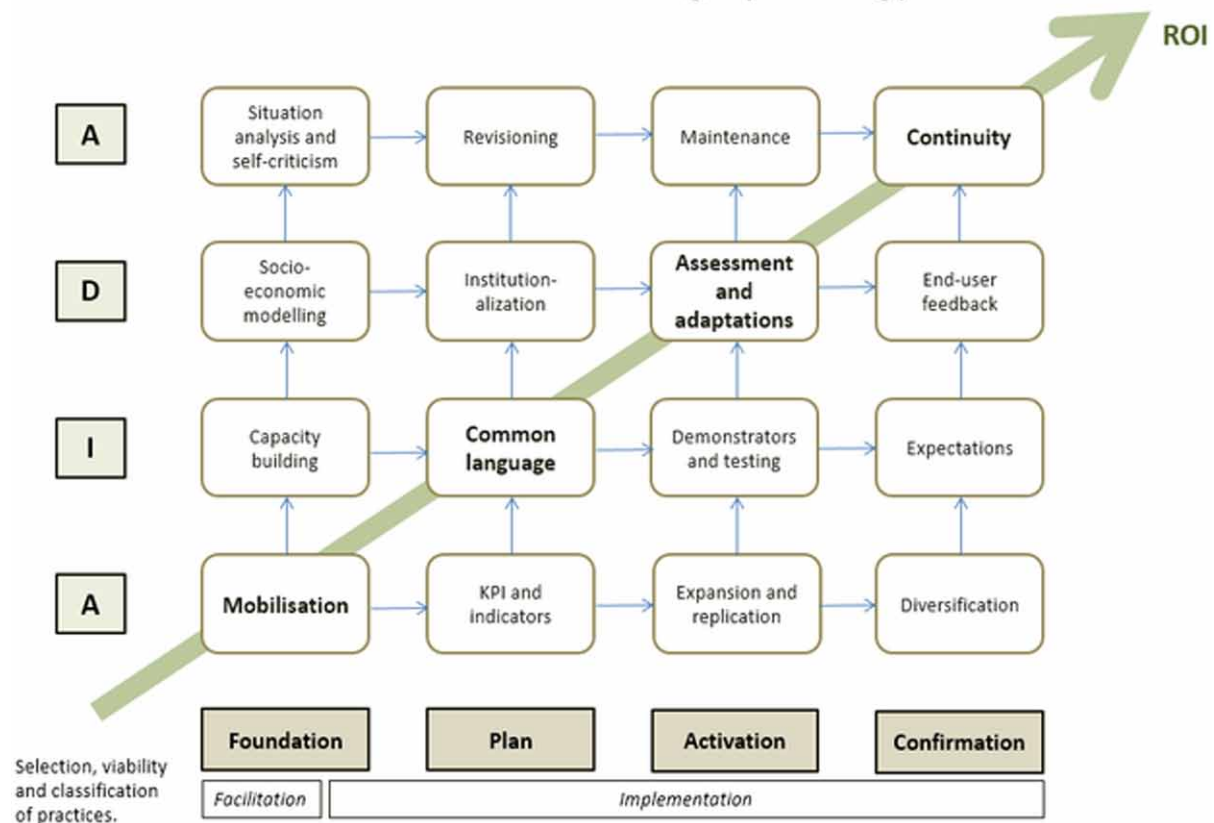 ROI
A
Situation
analysis and
self-criticism
Revisioning
Maintenance
Continuity
D
Socio-
economic
modelling
Institution-
alization
Assessment
and
adaptations
End-user
feedback
I
Capacity
building
Common
language
Demonstrators
and testing
Expectations
A
Mobilisation
KPI and
indicators
Expansion and
replication
Diversification
Foundation
Plan
Activation
Confirmation
Selection, viability
and classification
of practices.
Facilitation
Implementation